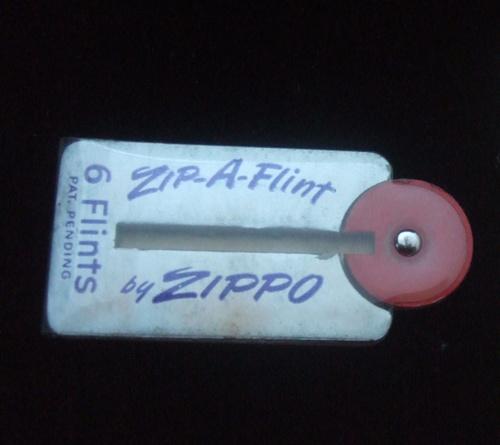 Zip-A-Flint
by ZIPPO
6 Flints
PAT. PENDING